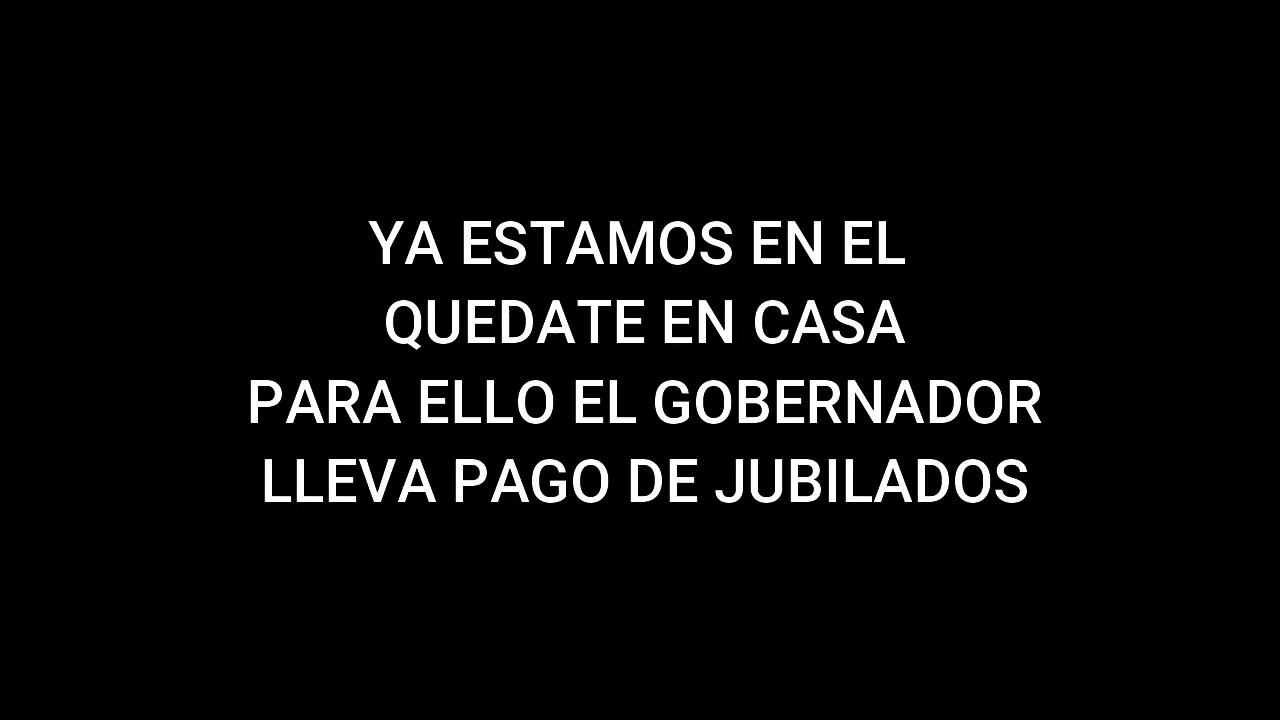 YA ESTAMOS EN EL
QUEDATE EN CASA
PARA ELLO EL GOBERNADOR
LLEVA PAGO DE JUBILADOS